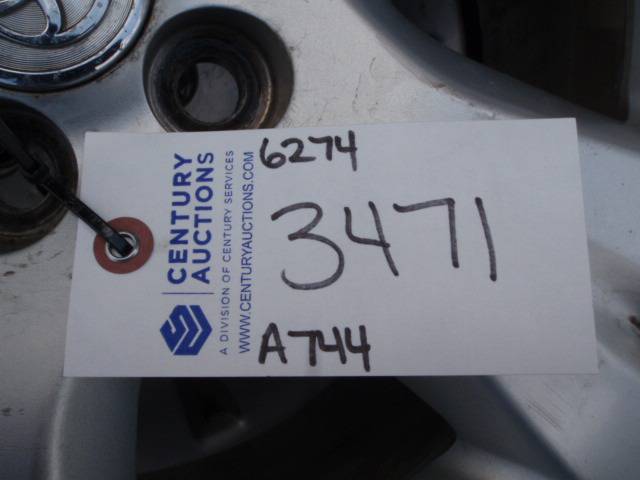 CENTURY
AUCTIONS
A DIVISION OF CENTURY SERVICES
WWW.CENTURYAUCTIONS.COM
6274
3471
A744